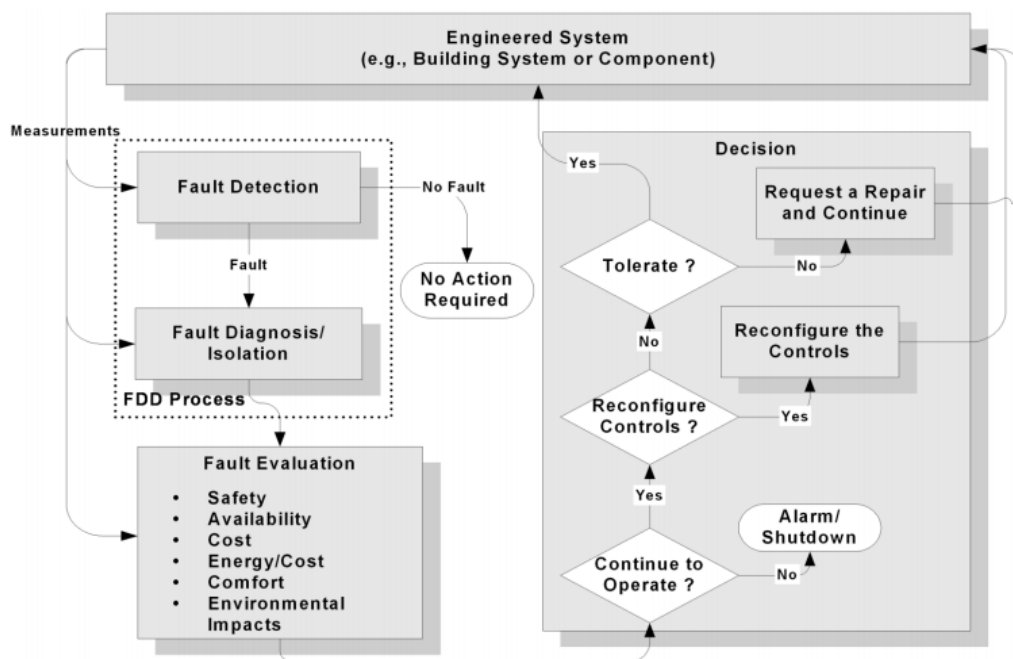 Engineered System
(e.g., Building System or Component)
Measurements
Fault Detection
No Fault
No Action
Required
Fault
Fault Diagnosis/
Isolation
FDD Process
Fault Evaluation
• Safety
• Availability
• Cost
• Energy/Cost
• Comfort
• Environmental
Impacts
Decision
Yes
Request a Repair
and Continue
Tolerate ?
No
No
Reconfigure the
Controls
Reconfigure
Controls ?
Yes
Yes
Alarm/
Shutdown
Continue to
Operate ?
No